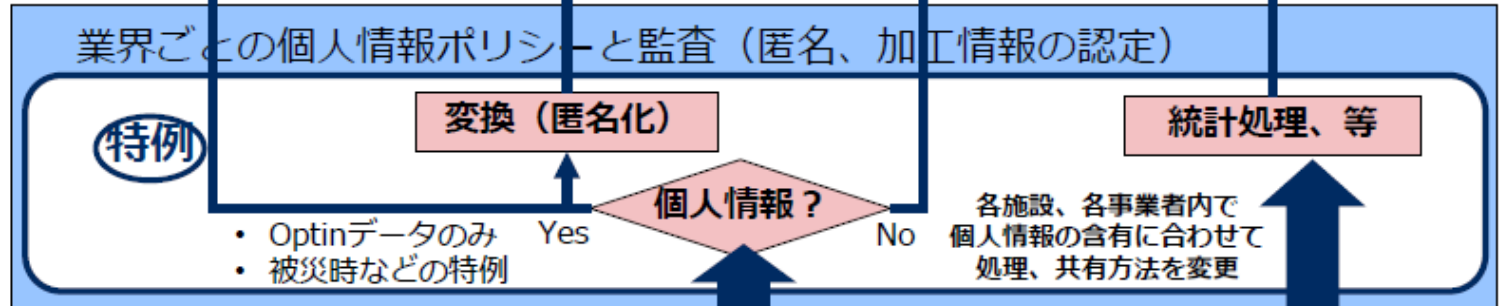 業界ごとの個人情報ポリシーと監査（匿名、加工情報の認定）
特例
変換（匿名化）
統計処理、等
個人情報？
Yes
No
• Optinデータのみ
• 被災時などの特例
各施設、各事業者内で
個人情報の含有に合わせて
処理、共有方法を変更